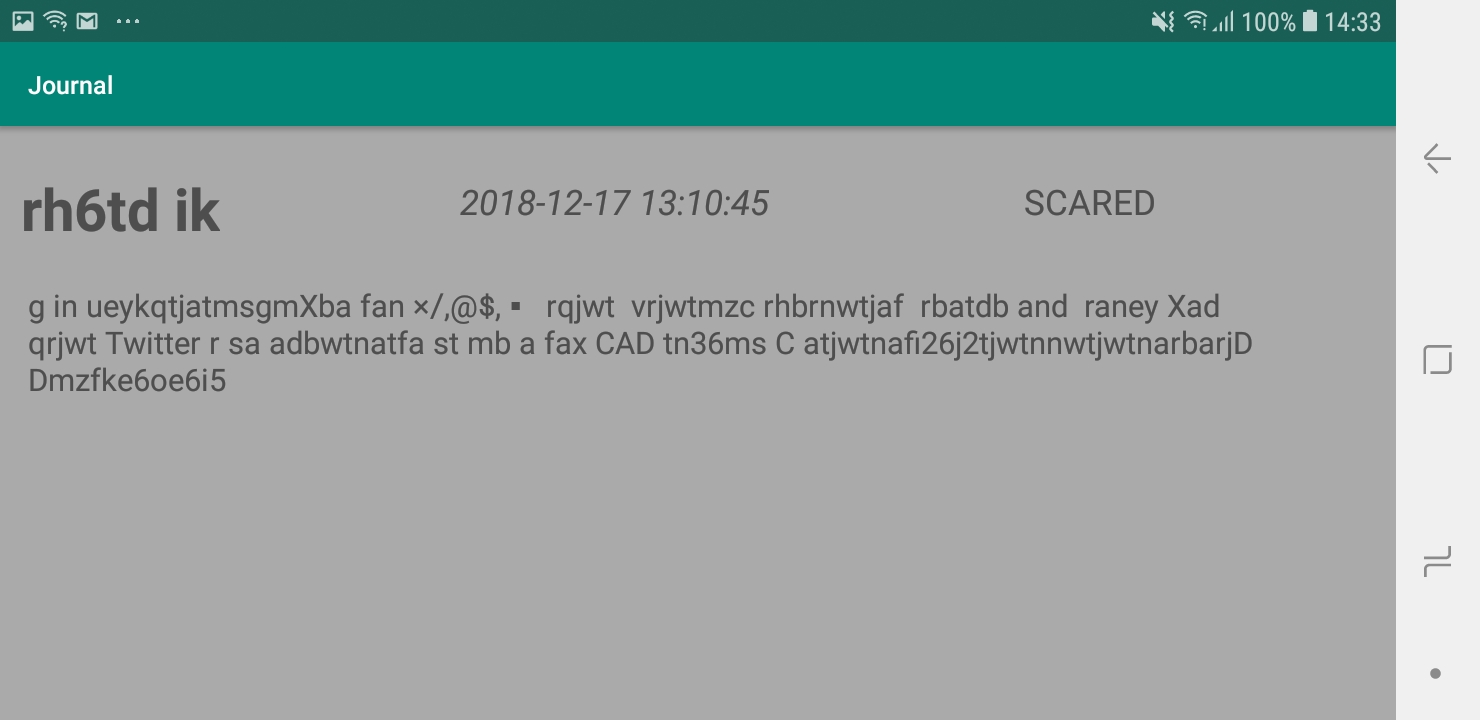 100% 14:33
Journal
rh6td ik 2018-12-17 13:10:45 SCARED
g in ueykqtjatmsgmXba fan ×/,@$, ▪ rqjwt vrjwtmzc rhbrnwtjaf rbatdb and raney Xad
qrjwt Twitter r sa adbwtnatfa st mb a fax CAD tn36ms C atjwtnafi26j2tjwtnnwtjwtnarbarjD
Dmzfke6oe6i5